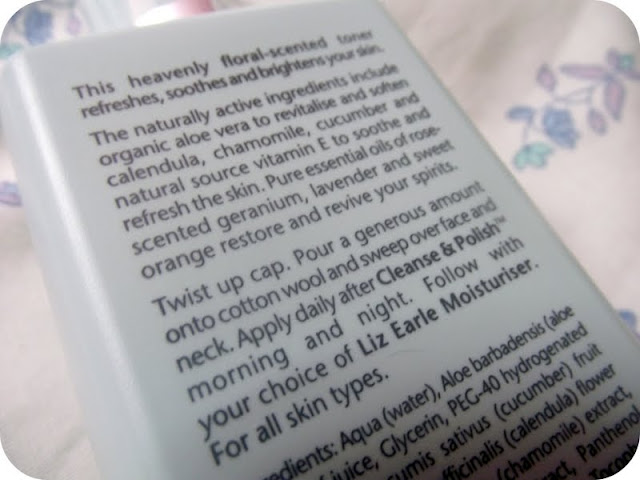 This heavenly floral-scented toner
refreshes, soothes and brightens your skin.
The naturally active ingredients include
organic aloe vera to revitalise and soften
calendula, chamomile, cucumber and
natural source vitamin E to soothe and
refresh the skin. Pure essential oils of rose-
scented geranium, lavender and sweet
orange restore and revive your spirits.
Twist up cap. Pour a generous amount
onto cotton wool and sweep over face and
neck. Apply daily after Cleanse & Polish™
morning and night. Follow with
your choice of Liz Earle Moisturiser.
For all skin types.
Aqua (water), Aloe barbadensis (aloe
juice, Glycerin, PEG-40 hydrogenated
sativus (cucumber) fruit
(calendula) flower
(chamomile) extract,
Panthenol